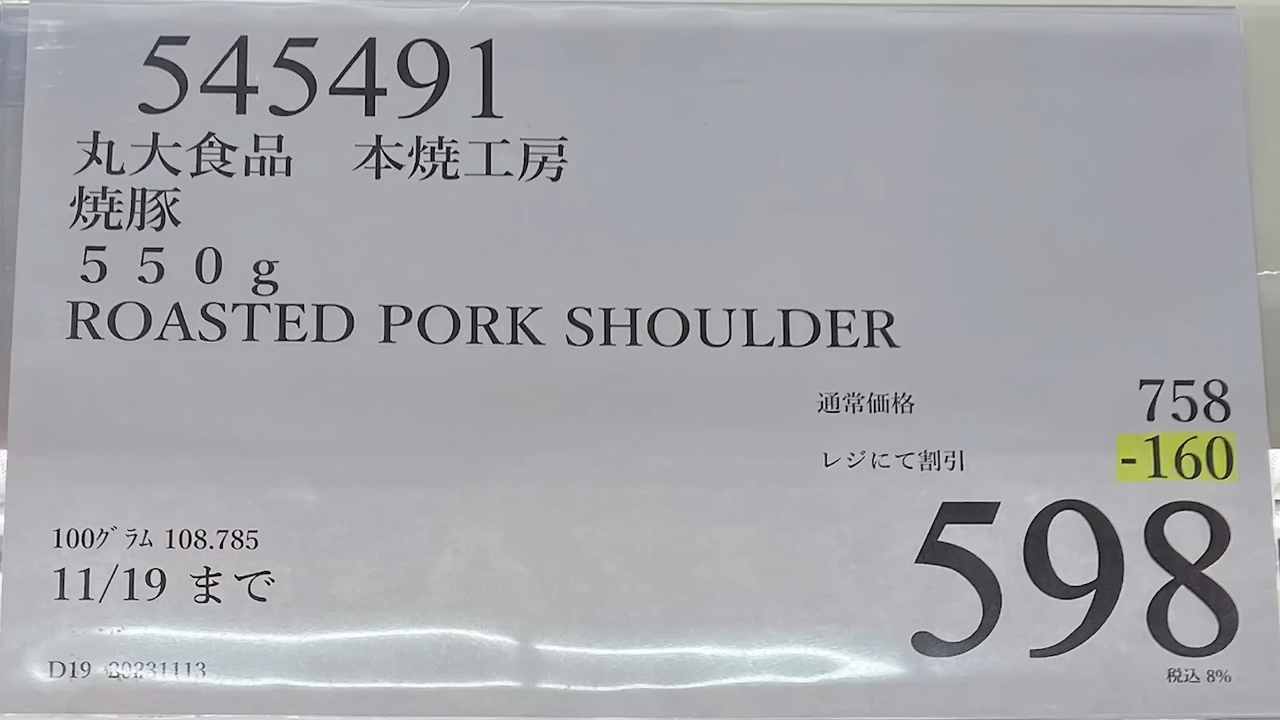 545491
丸大食品　本焼工房
焼豚
５５０ｇ
ROASTED PORK SHOULDER
通常価格 758
レジにて割引 -160
598
100ｸﾞﾗﾑ 108.785
11/19 まで
D19 20231113
税込 8%